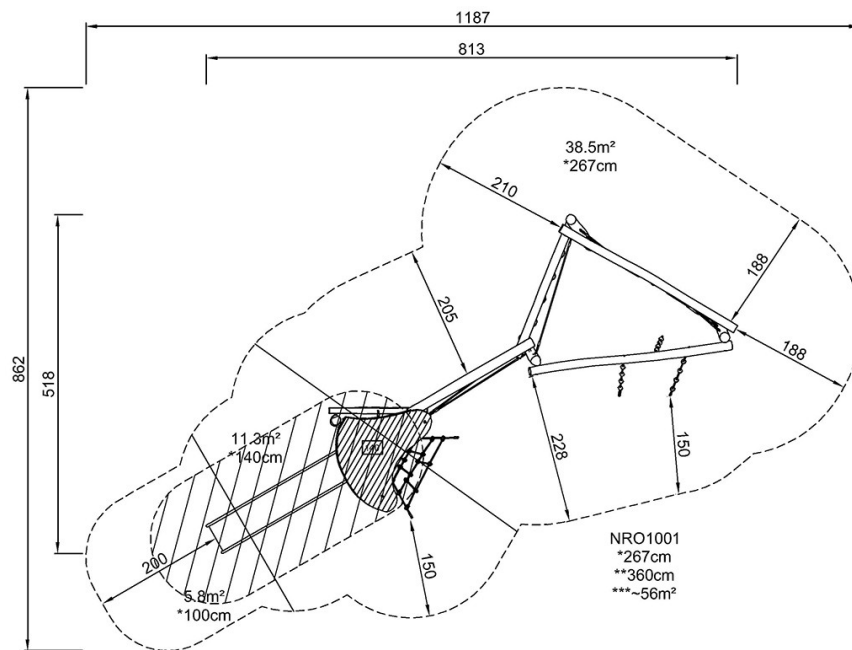 1187
813
38.5m²
*267cm
210
188
188
205
862
518
11.3m²
*140cm
228
150
200
5.8m²
*100cm
150
NRO1001
*267cm
**360cm
***~56m²